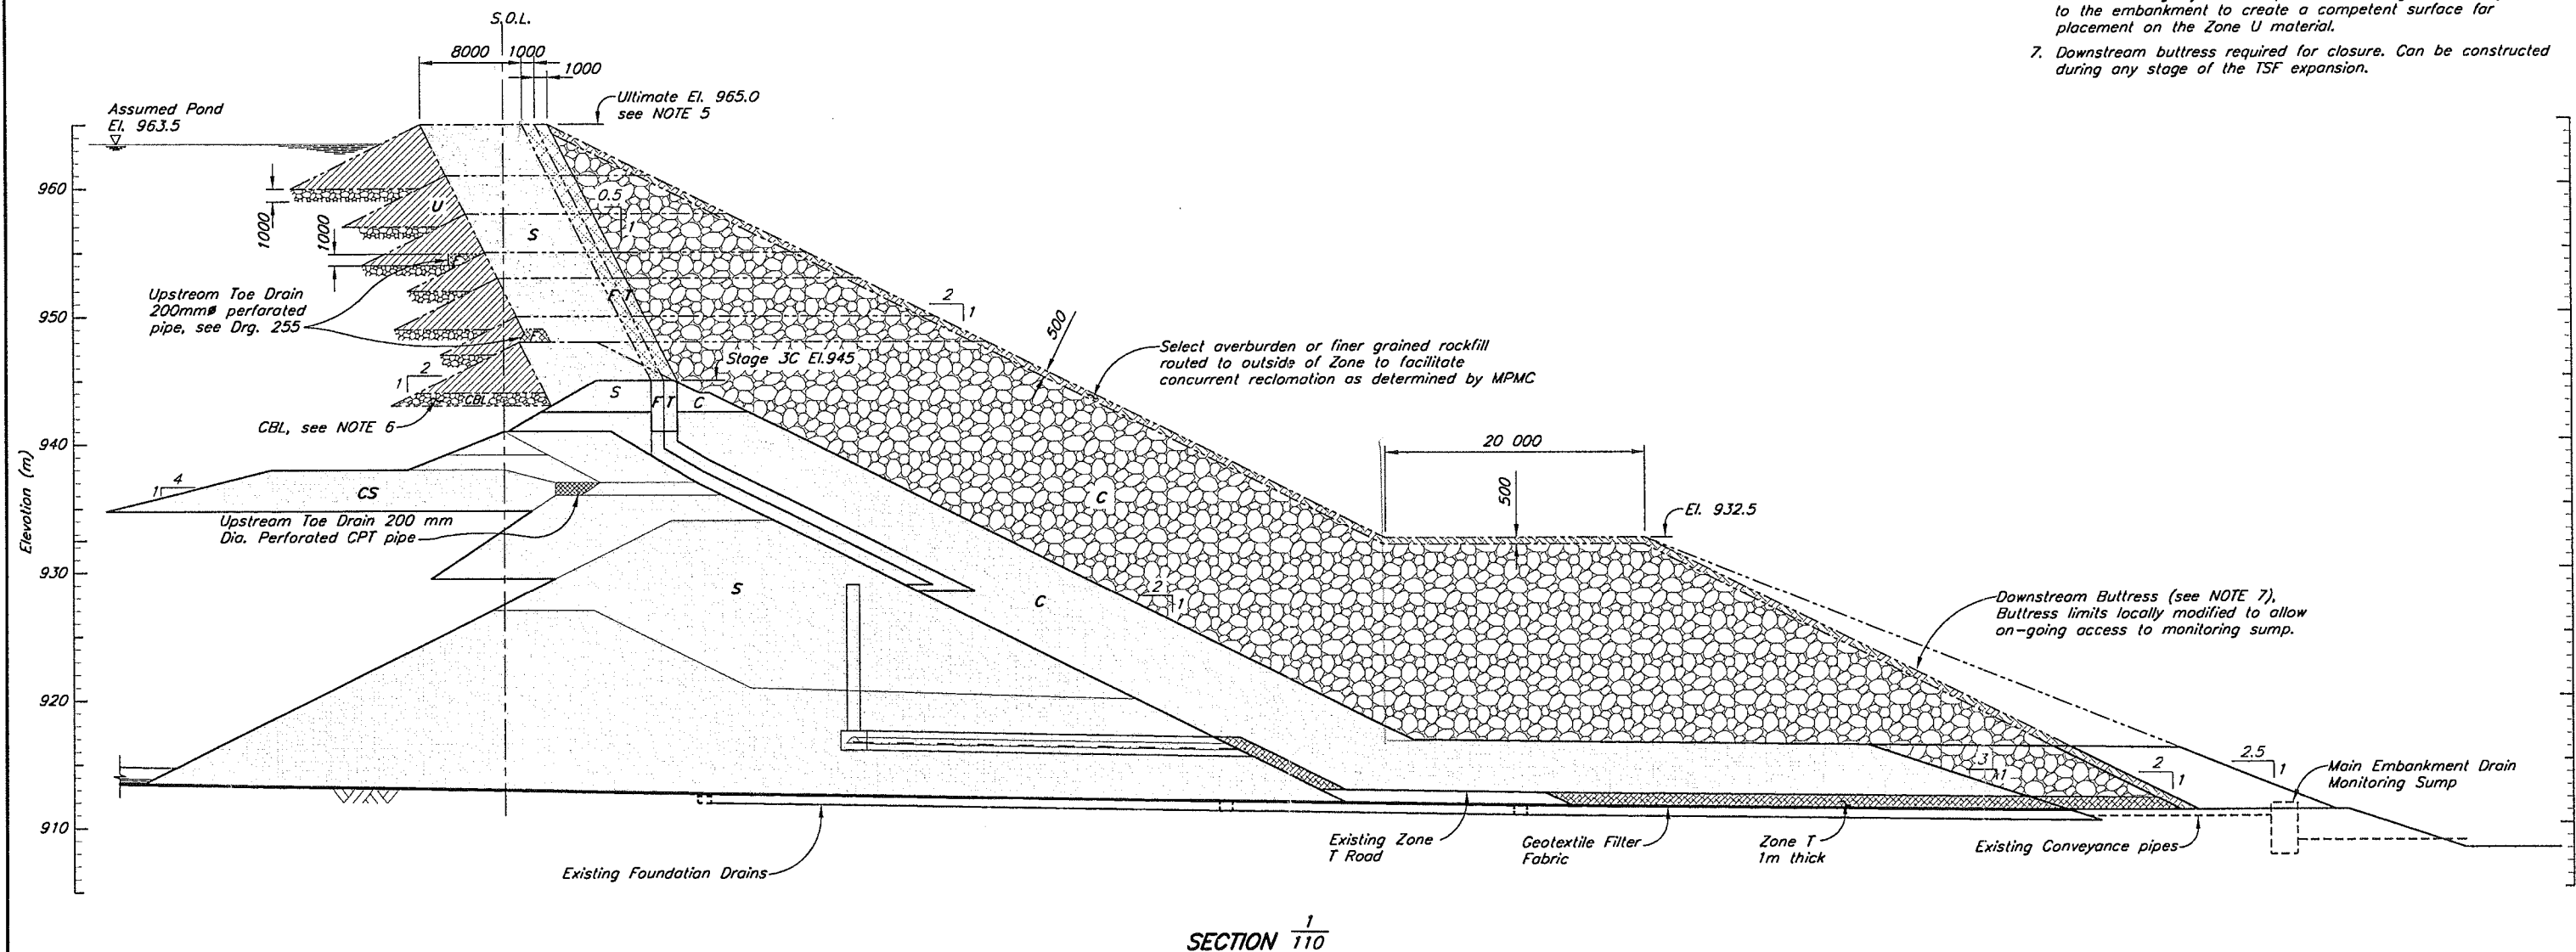 to the embankment to create a competent surface for
placement on the Zone U material.
7. Downstream buttress required for closure. Can be constructed
during any stage of the TSF expansion.
S.O.L.
8000
1000
1000
Ultimate El. 965.0
see NOTE 5
Assumed Pond
El. 963.5
960
950
940
930
920
910
Elevation (m)
1000
1000
U
S
0.5
1
F
F T
F
Upstream Toe Drain
200mmø perforated
pipe, see Drg. 255
2
1
500
Stage 3C El.945
Select overburden or finer grained rockfill
routed to outside of Zone to facilitate
concurrent reclamation as determined by MPMC
2
1
CBL
CBL, see NOTE 6
S
F T
C
4
1
CS
Upstream Toe Drain 200 mm
Dia. Perforated CPT pipe
C
20 000
500
El. 932.5
S
C
2
1
Downstream Buttress (see NOTE 7),
Buttress limits locally modified to allow
on-going access to monitoring sump.
3
1
2
1
2.5
1
Main Embankment Drain
Monitoring Sump
Existing Foundation Drains
Existing Zone
T Road
Geotextile Filter
Fabric
Zone T
1m thick
Existing Conveyance pipes
SECTION 1
110